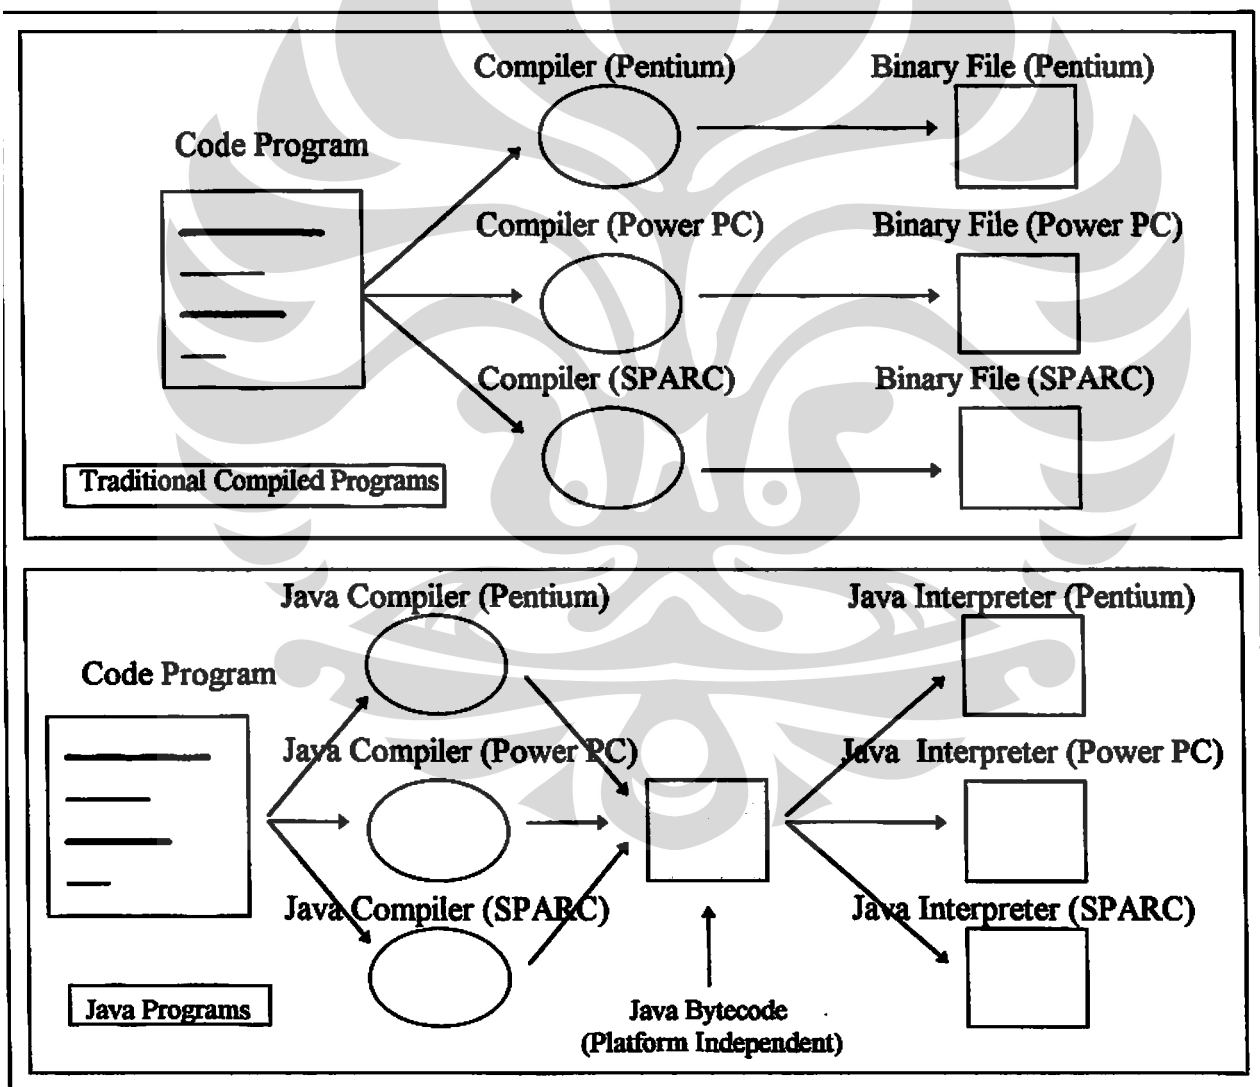 Compiler (Pentium)
Binary File (Pentium)
Code Program
Compiler (Power PC)
Binary File (Power PC)
Compiler (SPARC)
Binary File (SPARC)
Traditional Compiled Programs
Java Compiler (Pentium)
Java Interpreter (Pentium)
Code Program
Java Compiler (Power PC)
Java Interpreter (Power PC)
Java Compiler (SPARC)
Java Interpreter (SPARC)
Java Programs
Java Bytecode
(Platform Independent)